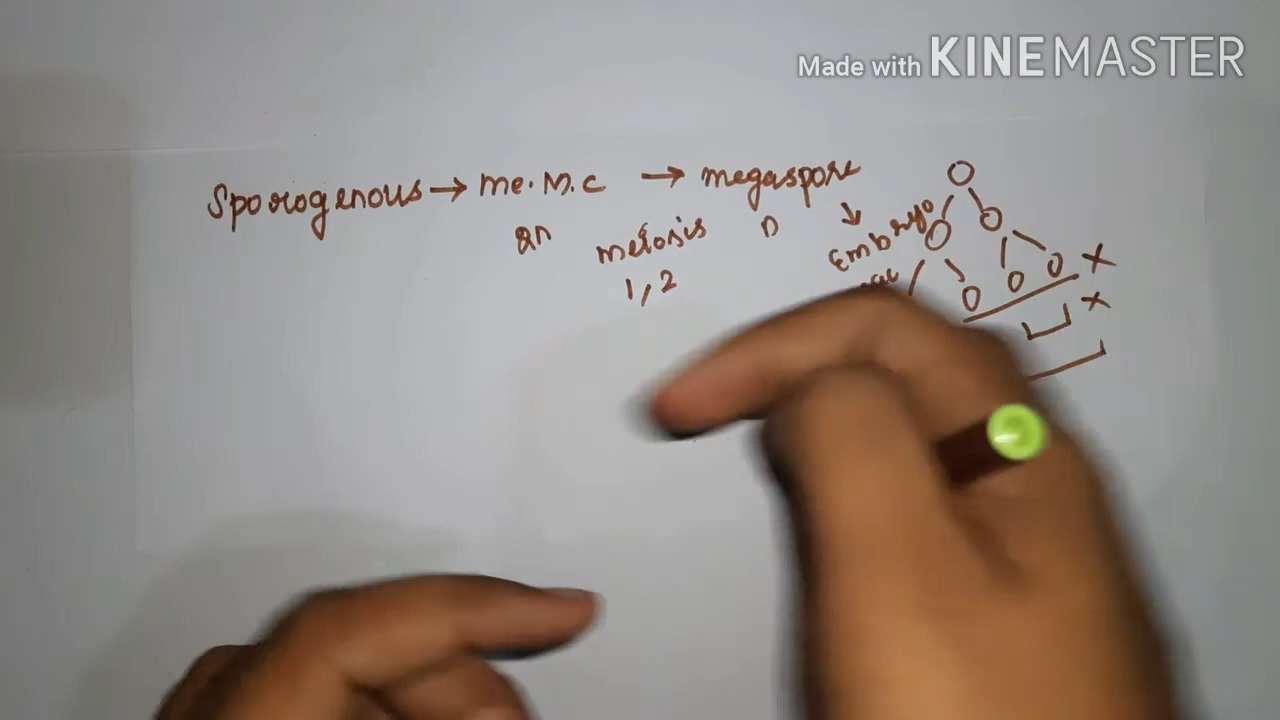 Made with KINEMASTER
Sporogenous → me.M.c → megaspore
2n meiosis n
1, 2
Embryo